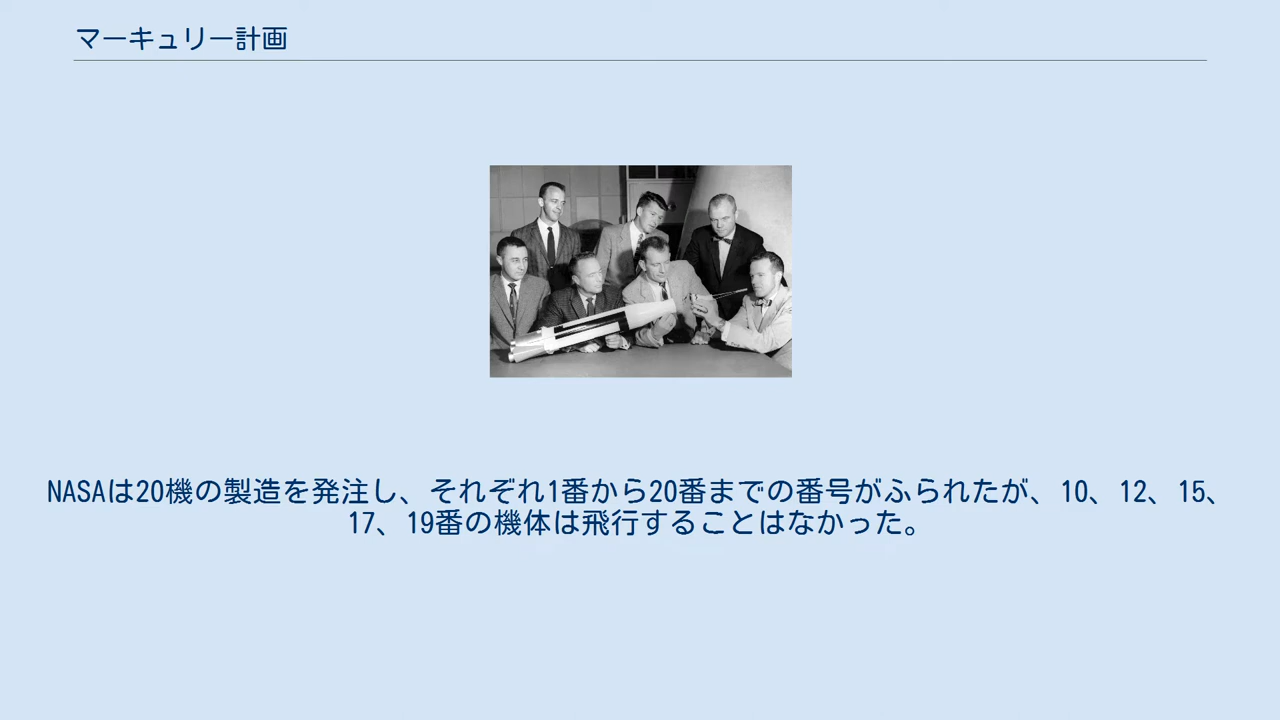 マーキュリー計画
NASAは20機の製造を発注し、それぞれ1番から20番までの番号がふられたが、10、12、15、
17、19番の機体は飛行することはなかった。